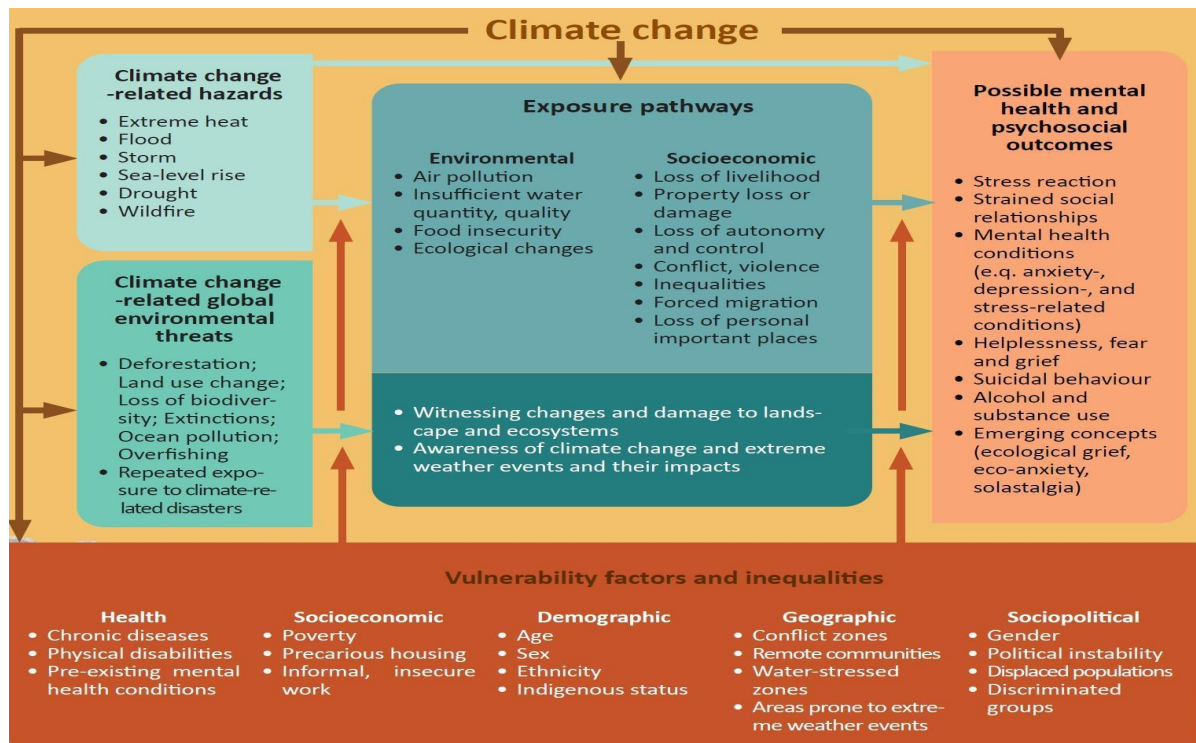 Climate change
Climate change
-related hazards
• Extreme heat
• Flood
• Storm
• Sea-level rise
• Drought
• Wildfire
Climate change
-related global
environmental
threats
• Deforestation;
Land use change;
Loss of biodiver-
sity; Extinctions;
Ocean pollution;
Overfishing
• Repeated expo-
sure to climate-re-
lated disasters
Exposure pathways
Environmental
• Air pollution
• Insufficient water
quantity, quality
• Food insecurity
• Ecological changes
Socioeconomic
• Loss of livelihood
• Property loss or
damage
• Loss of autonomy
and control
• Conflict, violence
• Inequalities
• Forced migration
• Loss of personal
important places
• Witnessing changes and damage to lands-
cape and ecosystems
• Awareness of climate change and extreme
weather events and their impacts
Possible mental
health and
psychosocial
outcomes
• Stress reaction
• Strained social
relationships
• Mental health
conditions
(e.q. anxiety-,
depression-, and
stress-related
conditions)
• Helplessness, fear
and grief
• Suicidal behaviour
• Alcohol and
substance use
• Emerging concepts
(ecological grief,
eco-anxiety,
solastalgia)
Vulnerability factors and inequalities
Health
• Chronic diseases
• Physical disabilities
• Pre-existing mental
health conditions
Socioeconomic
• Poverty
• Precarious housing
• Informal, insecure
work
Demographic
• Age
• Sex
• Ethnicity
• Indigenous status
Geographic
• Conflict zones
• Remote communities
• Water-stressed
zones
• Areas prone to extre-
me weather events
Sociopolitical
• Gender
• Political instability
• Displaced populations
• Discriminated
groups